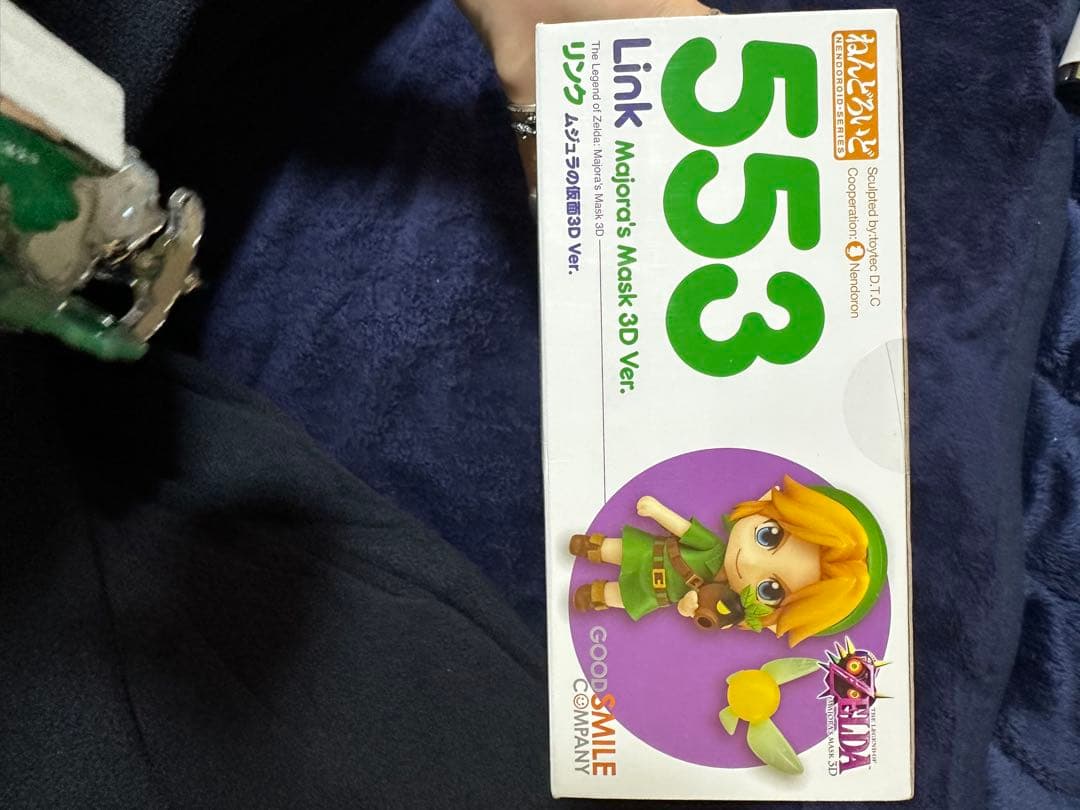 ねんどろいど
NENDOROID·SERIES
Sculpted by:toytec D.T.C
Cooperation: Nendoron
553
Link Majora's Mask 3D Ver.
The Legend of Zelda: Majora's Mask 3D
リンク ムジュラの仮面3D Ver.
THE LEGEND OF
ZELDA
MAJORA'S MASK 3D
GOOD SMILE
COMPANY